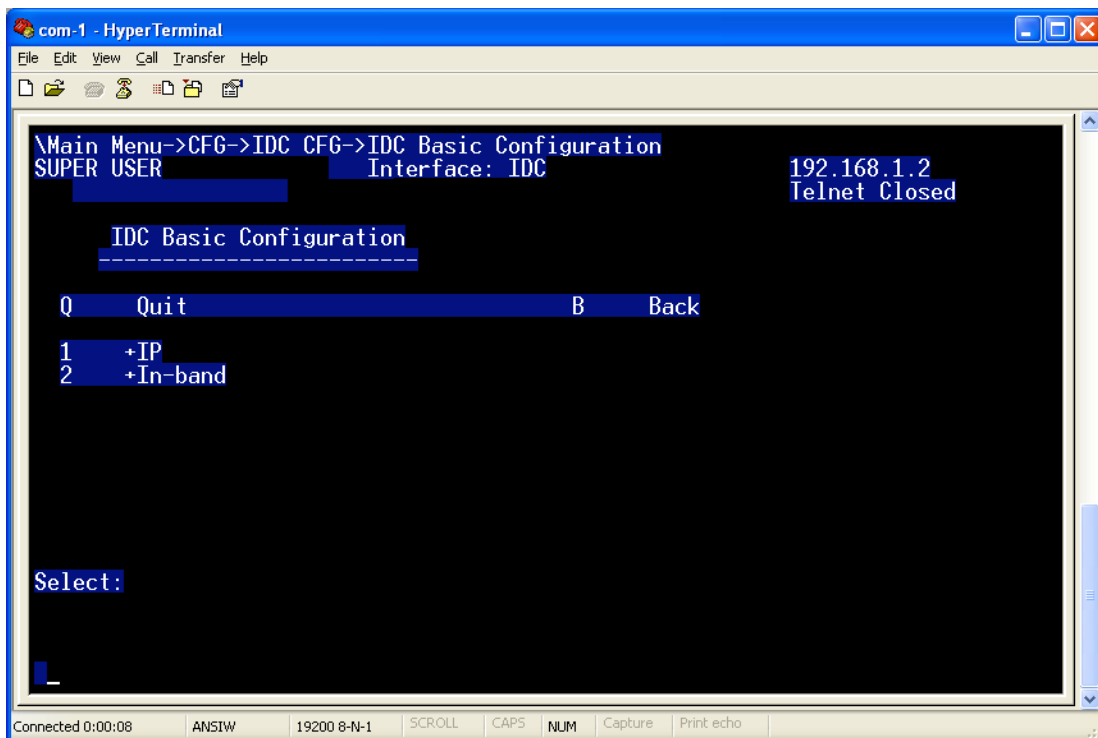 com-1 - HyperTerminal
File Edit View Call Transfer Help
\Main Menu->CFG->IDC CFG->IDC Basic Configuration
SUPER USER Interface: IDC 192.168.1.2
Telnet Closed
IDC Basic Configuration
-------------------------
Q Quit B Back
1 +IP
2 +In-band
Select:
_
Connected 0:00:08 ANSIW 19200 8-N-1 SCROLL CAPS NUM Capture Print echo